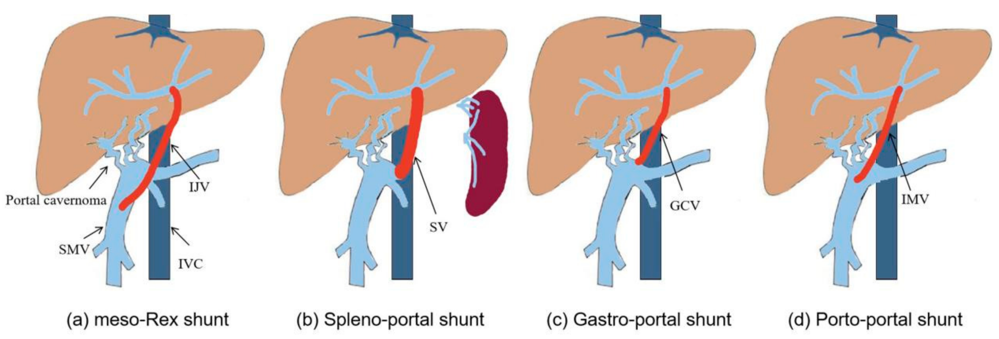 Portal cavernoma
IJV
SMV
IVC
SV
GCV
IMV
(a) meso-Rex shunt
(b) Spleno-portal shunt
(c) Gastro-portal shunt
(d) Porto-portal shunt